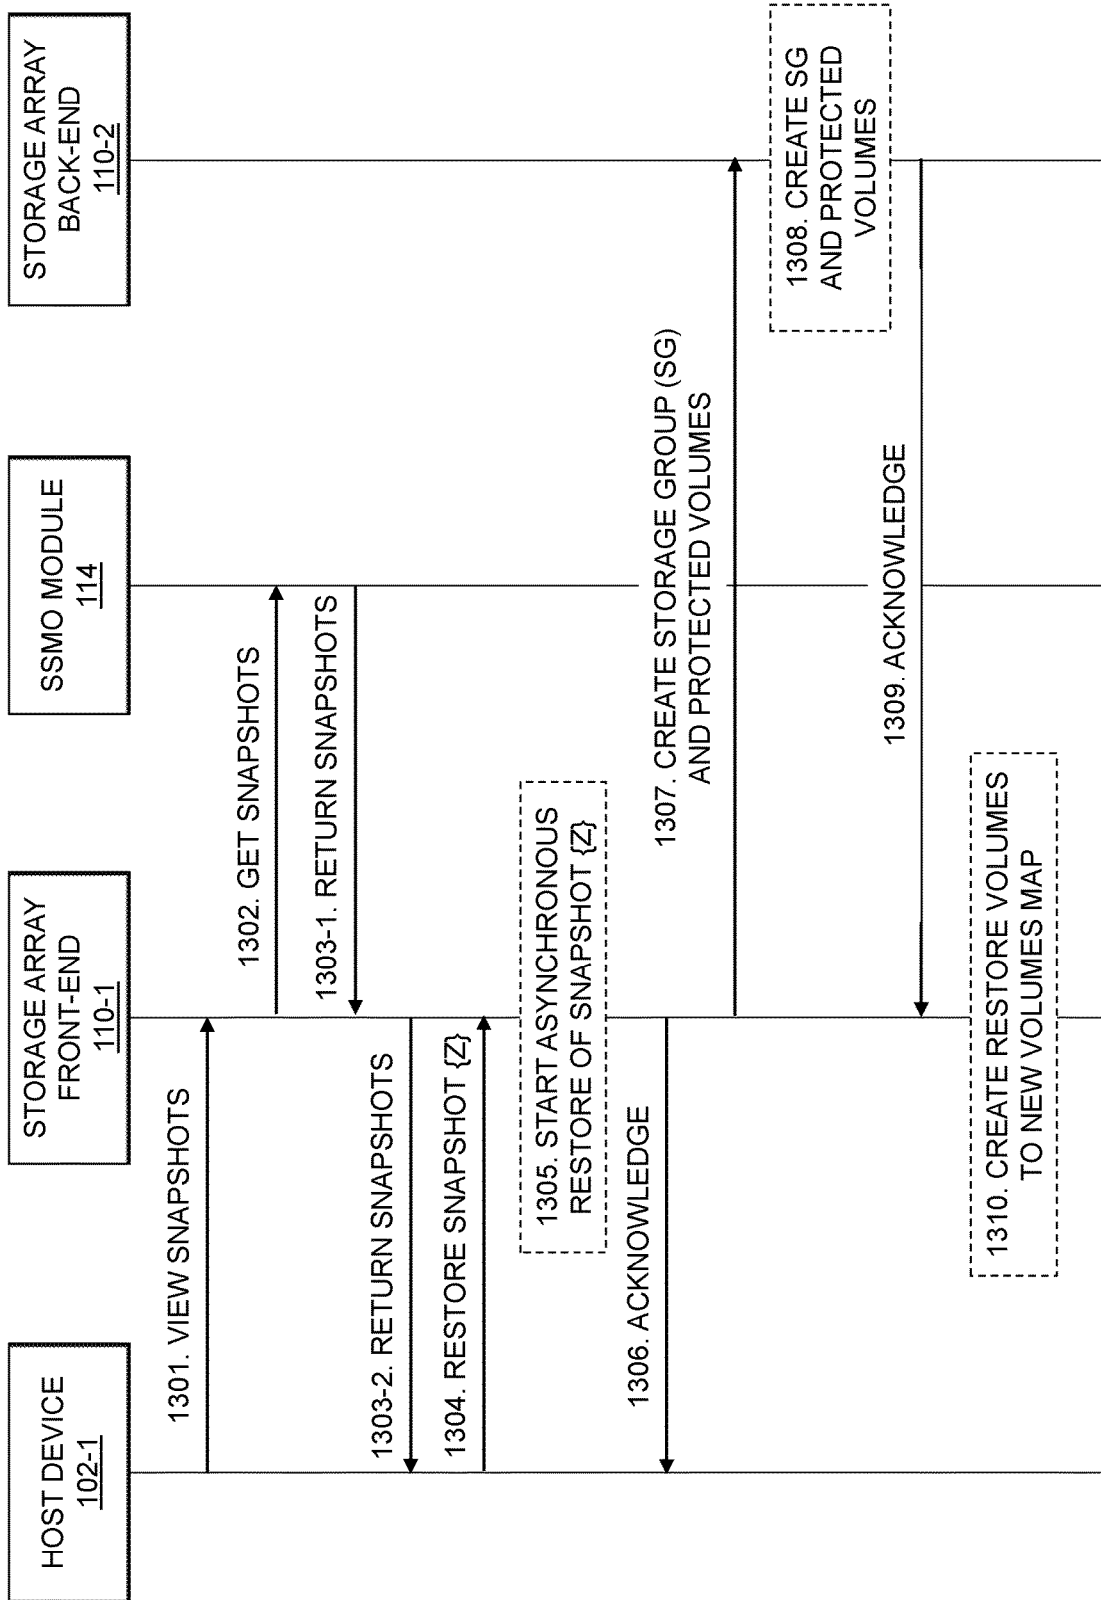 HOST DEVICE
102-1
STORAGE ARRAY
FRONT-END
110-1
SSMO MODULE
114
STORAGE ARRAY
BACK-END
110-2
1301. VIEW SNAPSHOTS
1302. GET SNAPSHOTS
1303-1. RETURN SNAPSHOTS
1303-2. RETURN SNAPSHOTS
1304. RESTORE SNAPSHOT {Z}
1305. START ASYNCHRONOUS
RESTORE OF SNAPSHOT {Z}
1306. ACKNOWLEDGE
1307. CREATE STORAGE GROUP (SG)
AND PROTECTED VOLUMES
1308. CREATE SG
AND PROTECTED
VOLUMES
1309. ACKNOWLEDGE
1310. CREATE RESTORE VOLUMES
TO NEW VOLUMES MAP